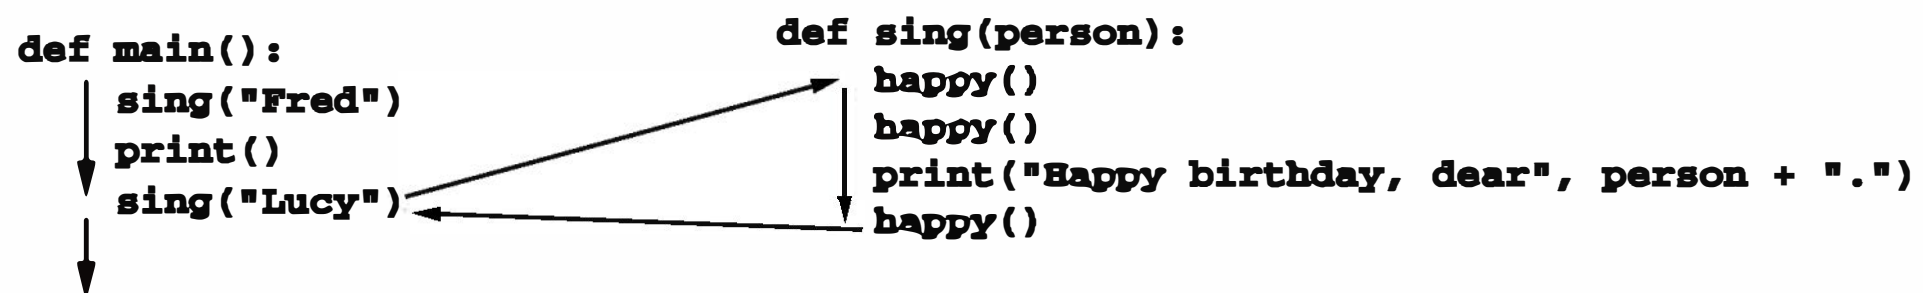 def main():
    sing("Fred")
    print()
    sing("Lucy")
def sing(person):
    happy()
    happy()
    print("Happy birthday, dear", person + ".")
    happy()